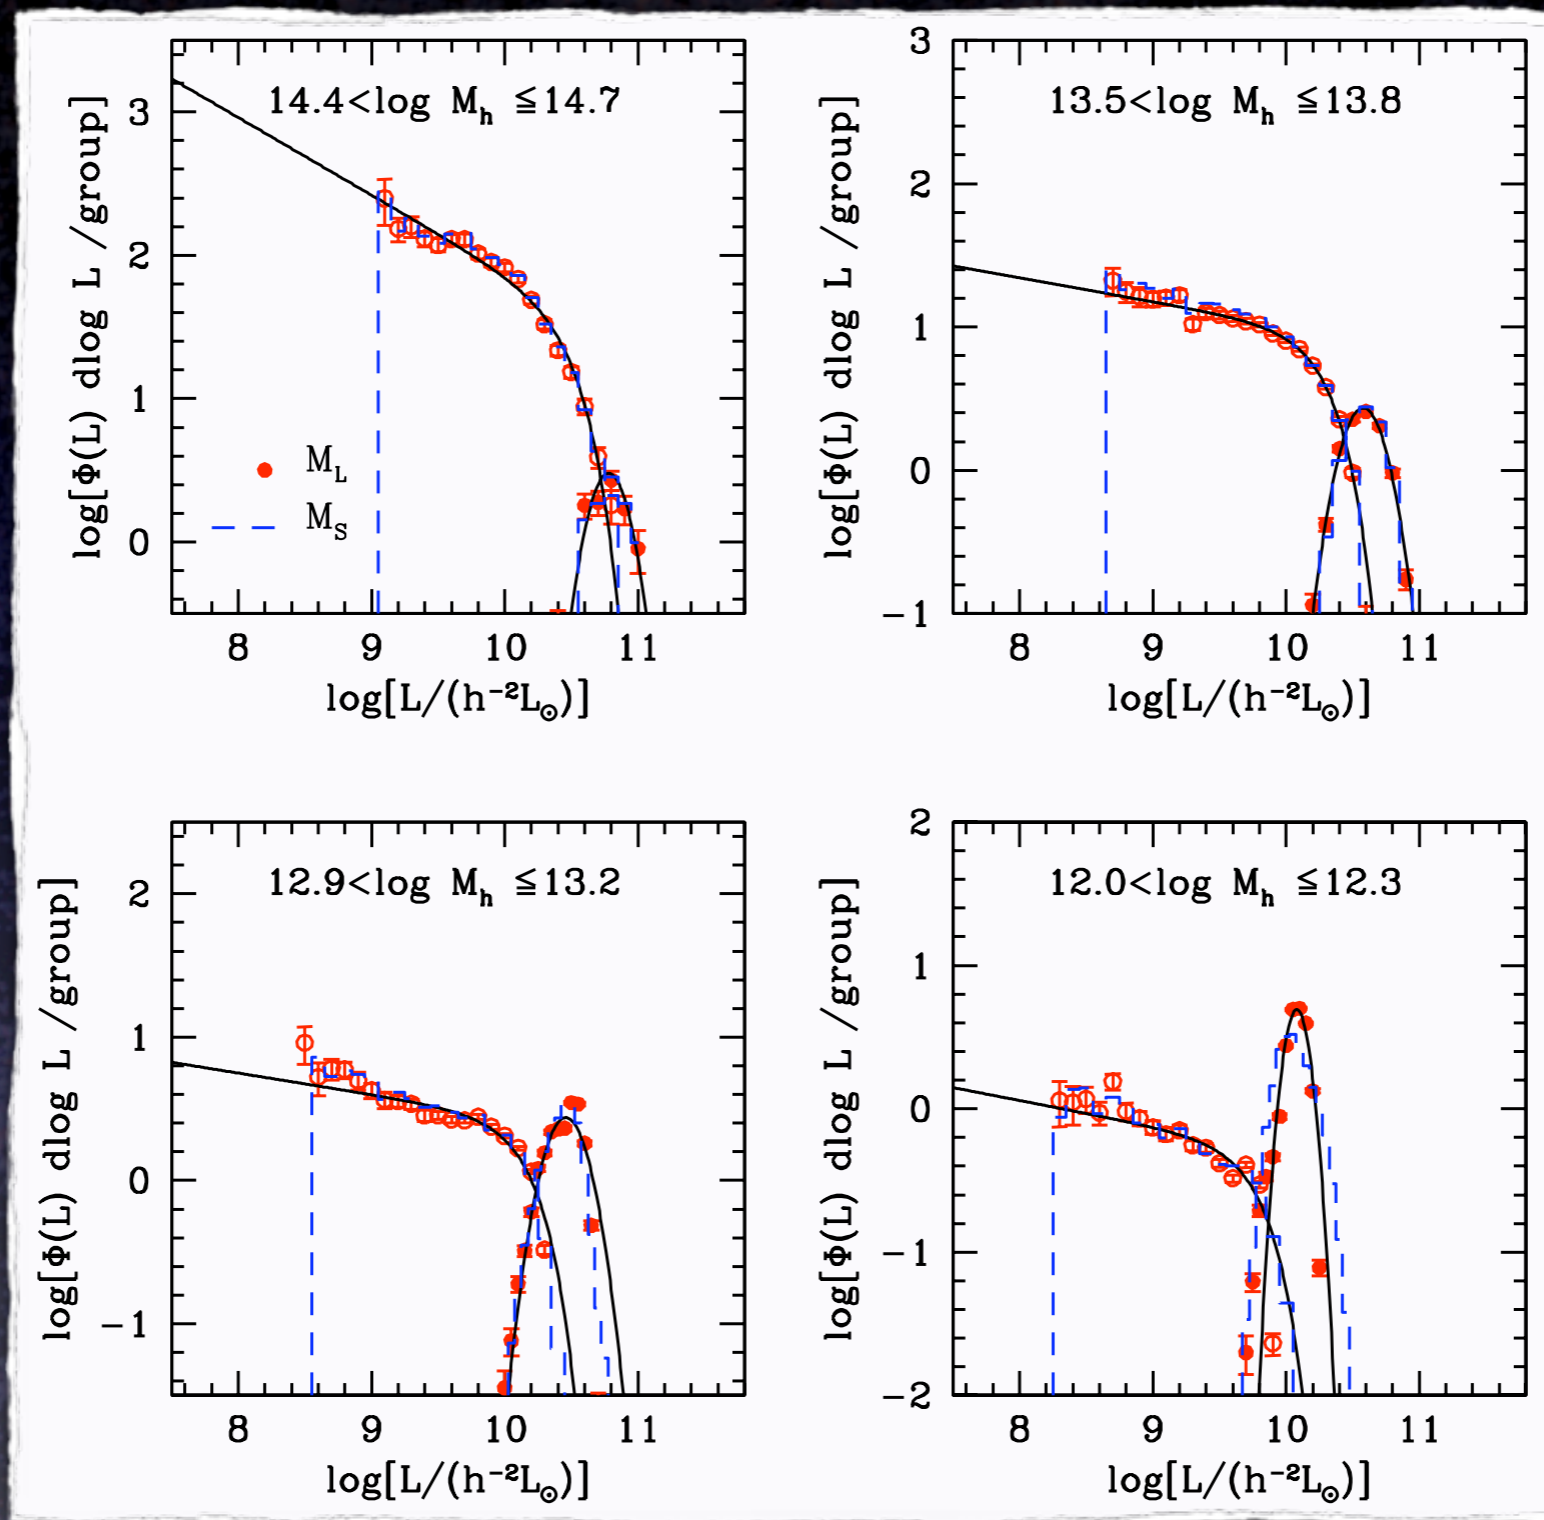 14.4<log M_h ≦14.7
log[Φ(L) dlog L /group]
3
2
1
0
M_L
M_S
8 9 10 11
log[L/(h⁻²L⊙)]
13.5<log M_h ≦13.8
log[Φ(L) dlog L /group]
3
2
1
0
−1
8 9 10 11
log[L/(h⁻²L⊙)]
12.9<log M_h ≦13.2
log[Φ(L) dlog L /group]
2
1
0
−1
8 9 10 11
log[L/(h⁻²L⊙)]
12.0<log M_h ≦12.3
log[Φ(L) dlog L /group]
2
1
0
−1
−2
8 9 10 11
log[L/(h⁻²L⊙)]